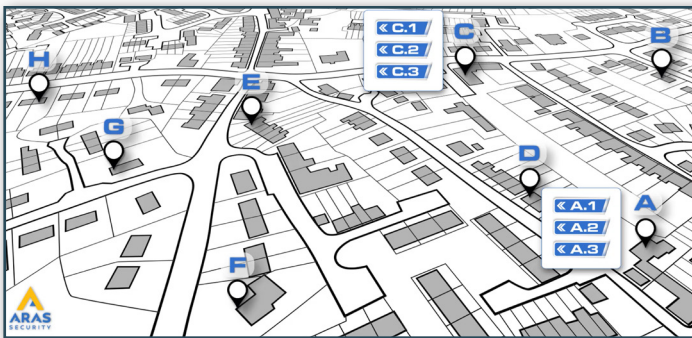 « C.1
« C.2
« C.3
C
B
H
E
G
D
« A.1
« A.2
« A.3
A
F
ARAS
SECURITY